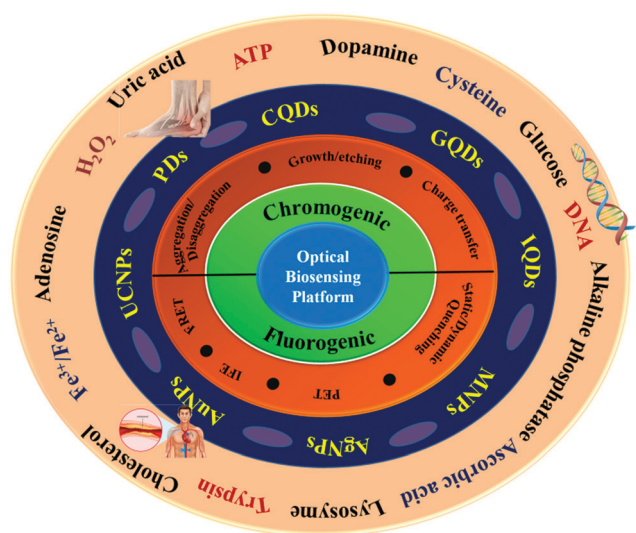 Dopamine
Cysteine
Glucose
DNA
Alkaline phosphatase
Ascorbic acid
Lysosyme
Trypsin
Cholesterol
Fe³⁺/Fe²⁺
Adenosine
H₂O₂
Uric acid
ATP
CQDs
GQDs
IQDs
MNPs
AgNPs
AuNPs
UCNPs
PDs
Growth/etching
Charge transfer
Static/Dynamic
Quenching
PET
IFE
FRET
Aggregation/
Disaggregation
Chromogenic
Optical
Biosensing
Platform
Fluorogenic